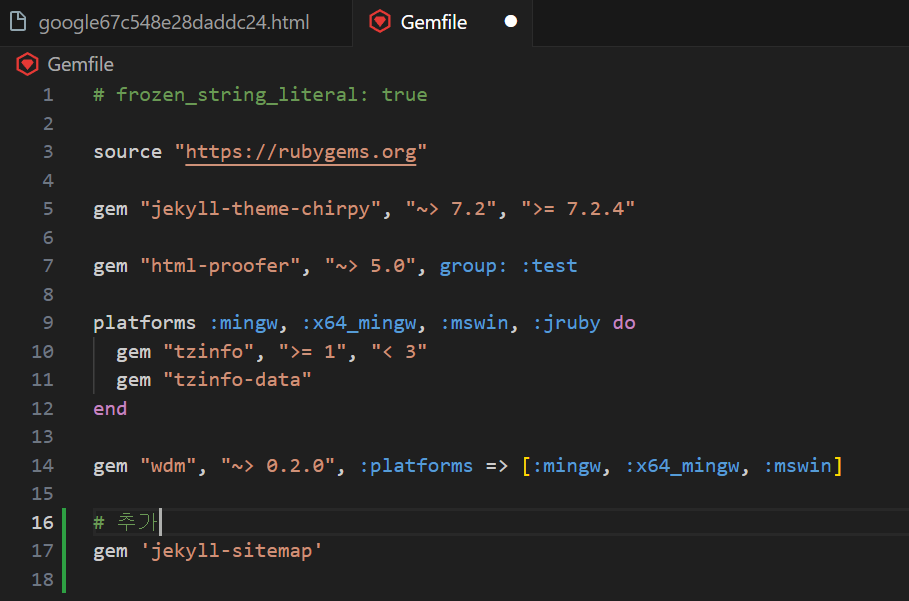 google67c548e28daddc24.html
Gemfile
Gemfile
1 # frozen_string_literal: true
2
3 source "https://rubygems.org"
4
5 gem "jekyll-theme-chirpy", "~> 7.2", ">= 7.2.4"
6
7 gem "html-proofer", "~> 5.0", group: :test
8
9 platforms :mingw, :x64_mingw, :mswin, :jruby do
10 gem "tzinfo", ">= 1", "< 3"
11 gem "tzinfo-data"
12 end
13
14 gem "wdm", "~> 0.2.0", :platforms => [:mingw, :x64_mingw, :mswin]
15
16 # 추가
17 gem 'jekyll-sitemap'
18